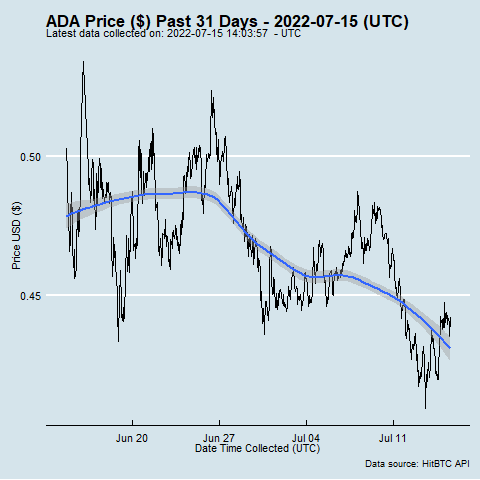 ADA Price ($) Past 31 Days - 2022-07-15 (UTC)
Latest data collected on: 2022-07-15 14:03:57  - UTC
Price USD ($)
0.50
0.45
Jun 20
Jun 27
Jul 04
Jul 11
Date Time Collected (UTC)
Data source: HitBTC API